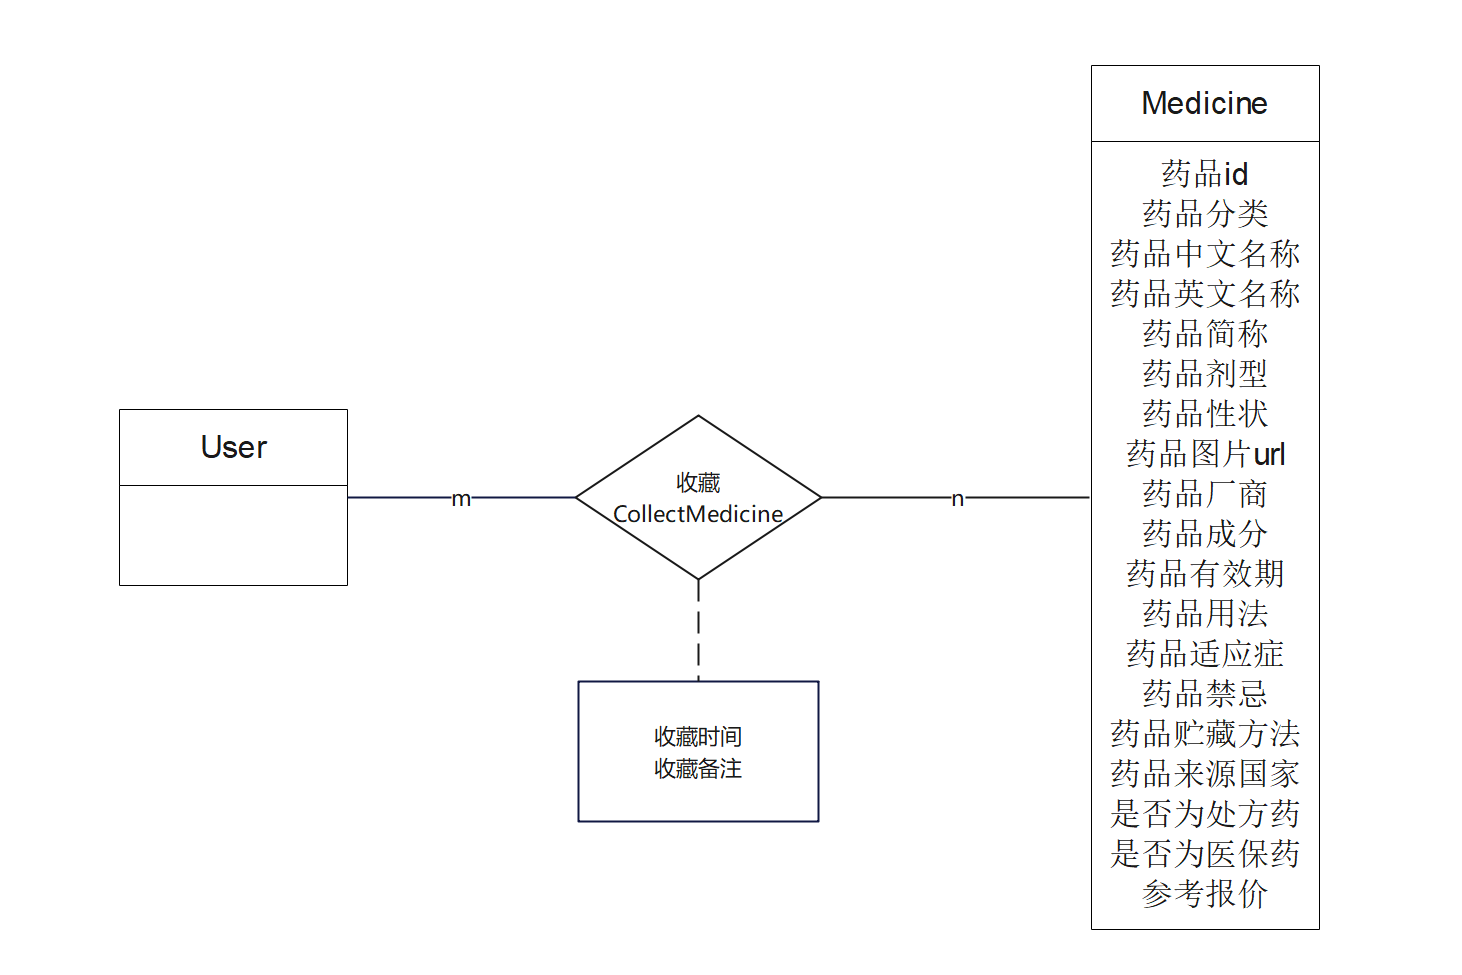 User
m
收藏
CollectMedicine
收藏时间
收藏备注
n
Medicine
药品id
药品分类
药品中文名称
药品英文名称
药品简称
药品剂型
药品性状
药品图片url
药品厂商
药品成分
药品有效期
药品用法
药品适应症
药品禁忌
药品贮藏方法
药品来源国家
是否为处方药
是否为医保药
参考报价